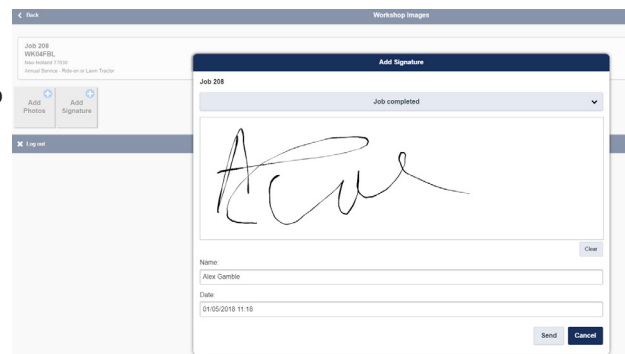 Back
Workshop Images
Job 208
WK04FBL
New Holland T7030
Annual Service - Ride-on or Lawn Tractor
Add Photos
Add Signature
Log out
Add Signature
Job 208
Job completed
Clear
Name:
Alex Gamble
Date:
01/05/2018 11:18
Send
Cancel